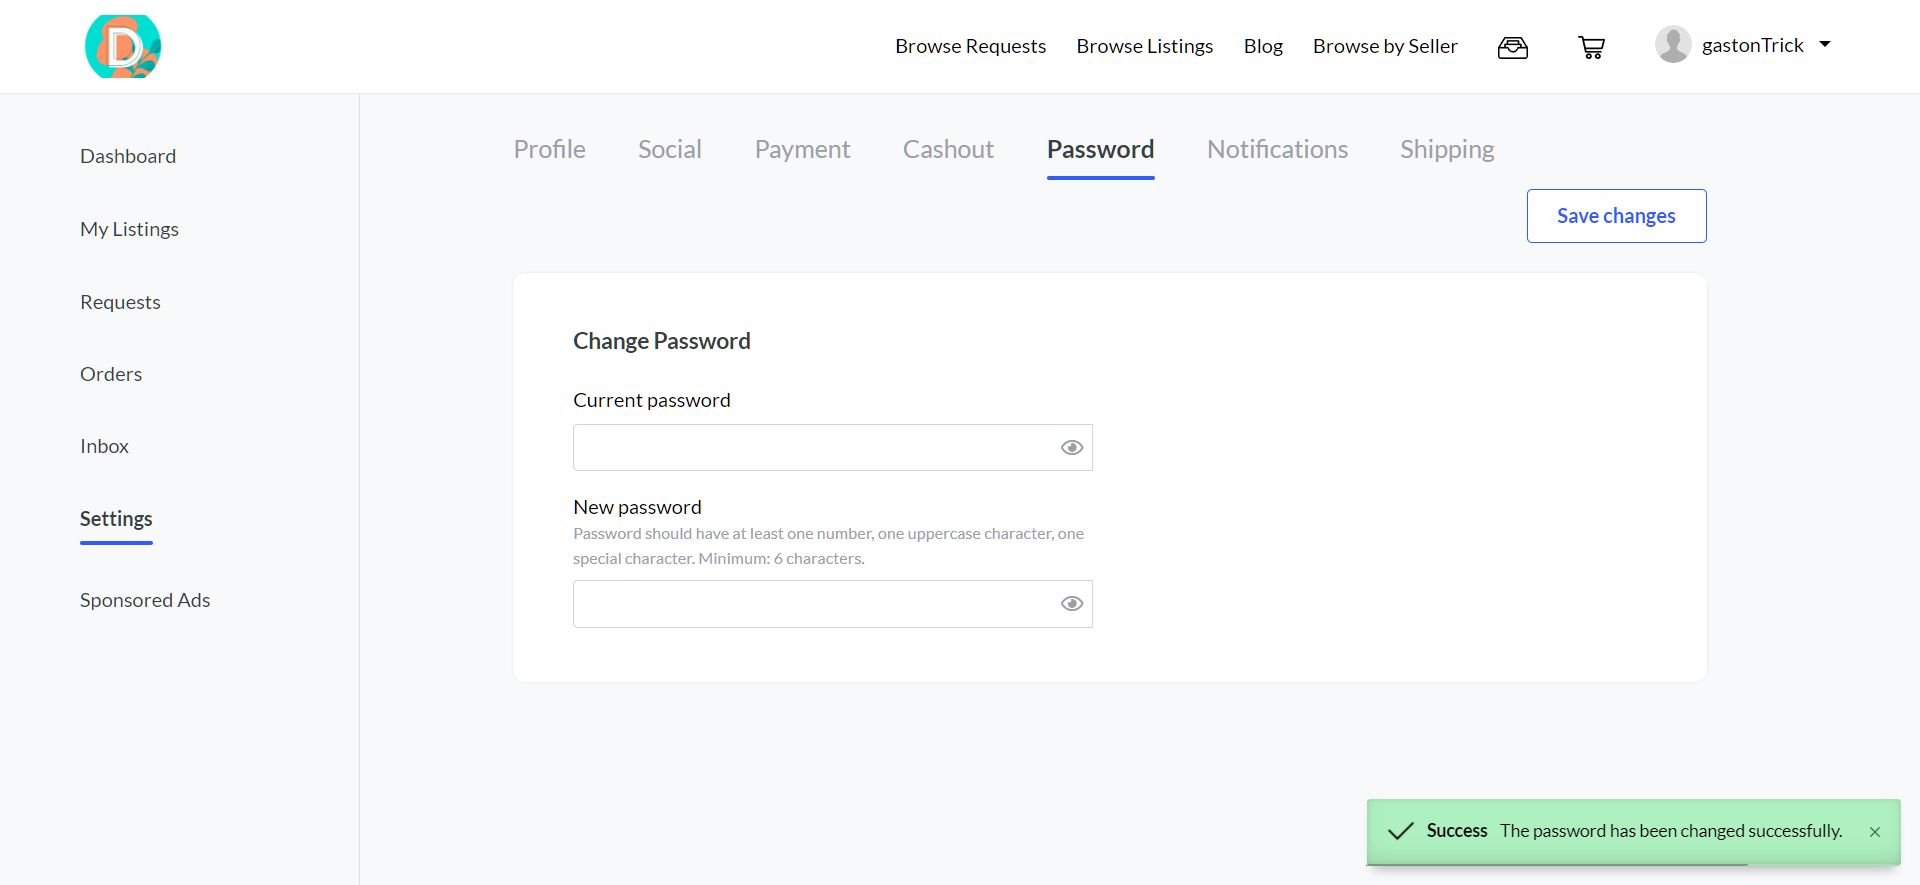 D
Browse Requests Browse Listings Blog Browse by Seller gastonTrick
Dashboard
My Listings
Requests
Orders
Inbox
Settings
Sponsored Ads
Profile Social Payment Cashout Password Notifications Shipping
Save changes
Change Password
Current password
New password
Password should have at least one number, one uppercase character, one
special character. Minimum: 6 characters.
Success The password has been changed successfully.